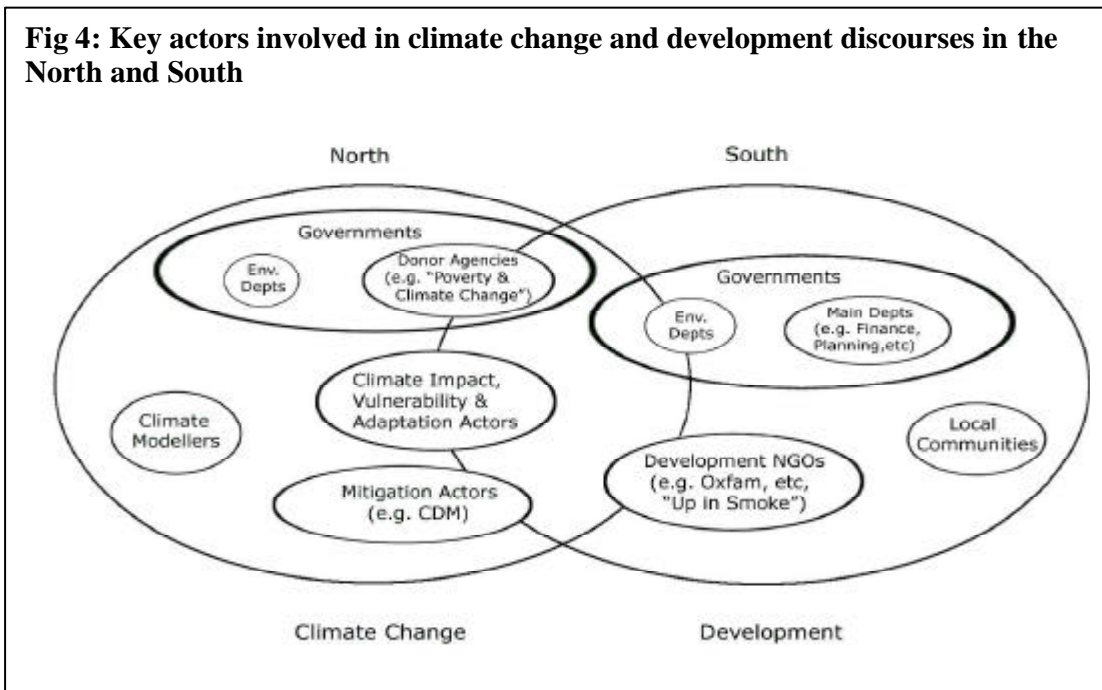 Fig 4: Key actors involved in climate change and development discourses in the
North and South
North
South
Governments
Env.
Depts
Donor Agencies
(e.g. "Poverty &
Climate Change")
Governments
Env.
Depts
Main Depts
(e.g. Finance,
Planning,etc)
Climate Impact,
Vulnerability &
Adaptation Actors
Climate
Modellers
Local
Communities
Development NGOs
(e.g. Oxfam, etc,
"Up in Smoke")
Mitigation Actors
(e.g. CDM)
Climate Change
Development